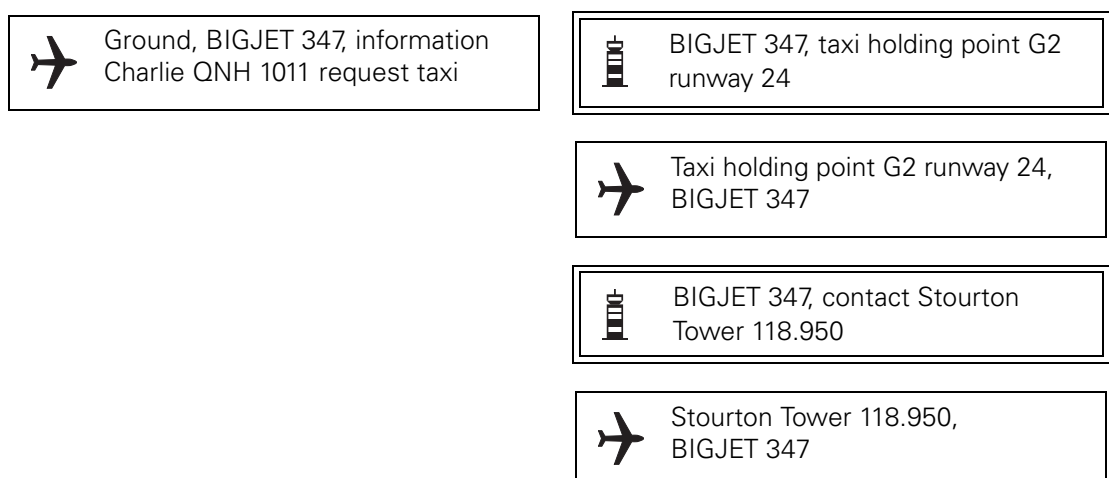 Ground, BIGJET 347, information
Charlie QNH 1011 request taxi
BIGJET 347, taxi holding point G2
runway 24
Taxi holding point G2 runway 24,
BIGJET 347
BIGJET 347, contact Stourton
Tower 118.950
Stourton Tower 118.950,
BIGJET 347